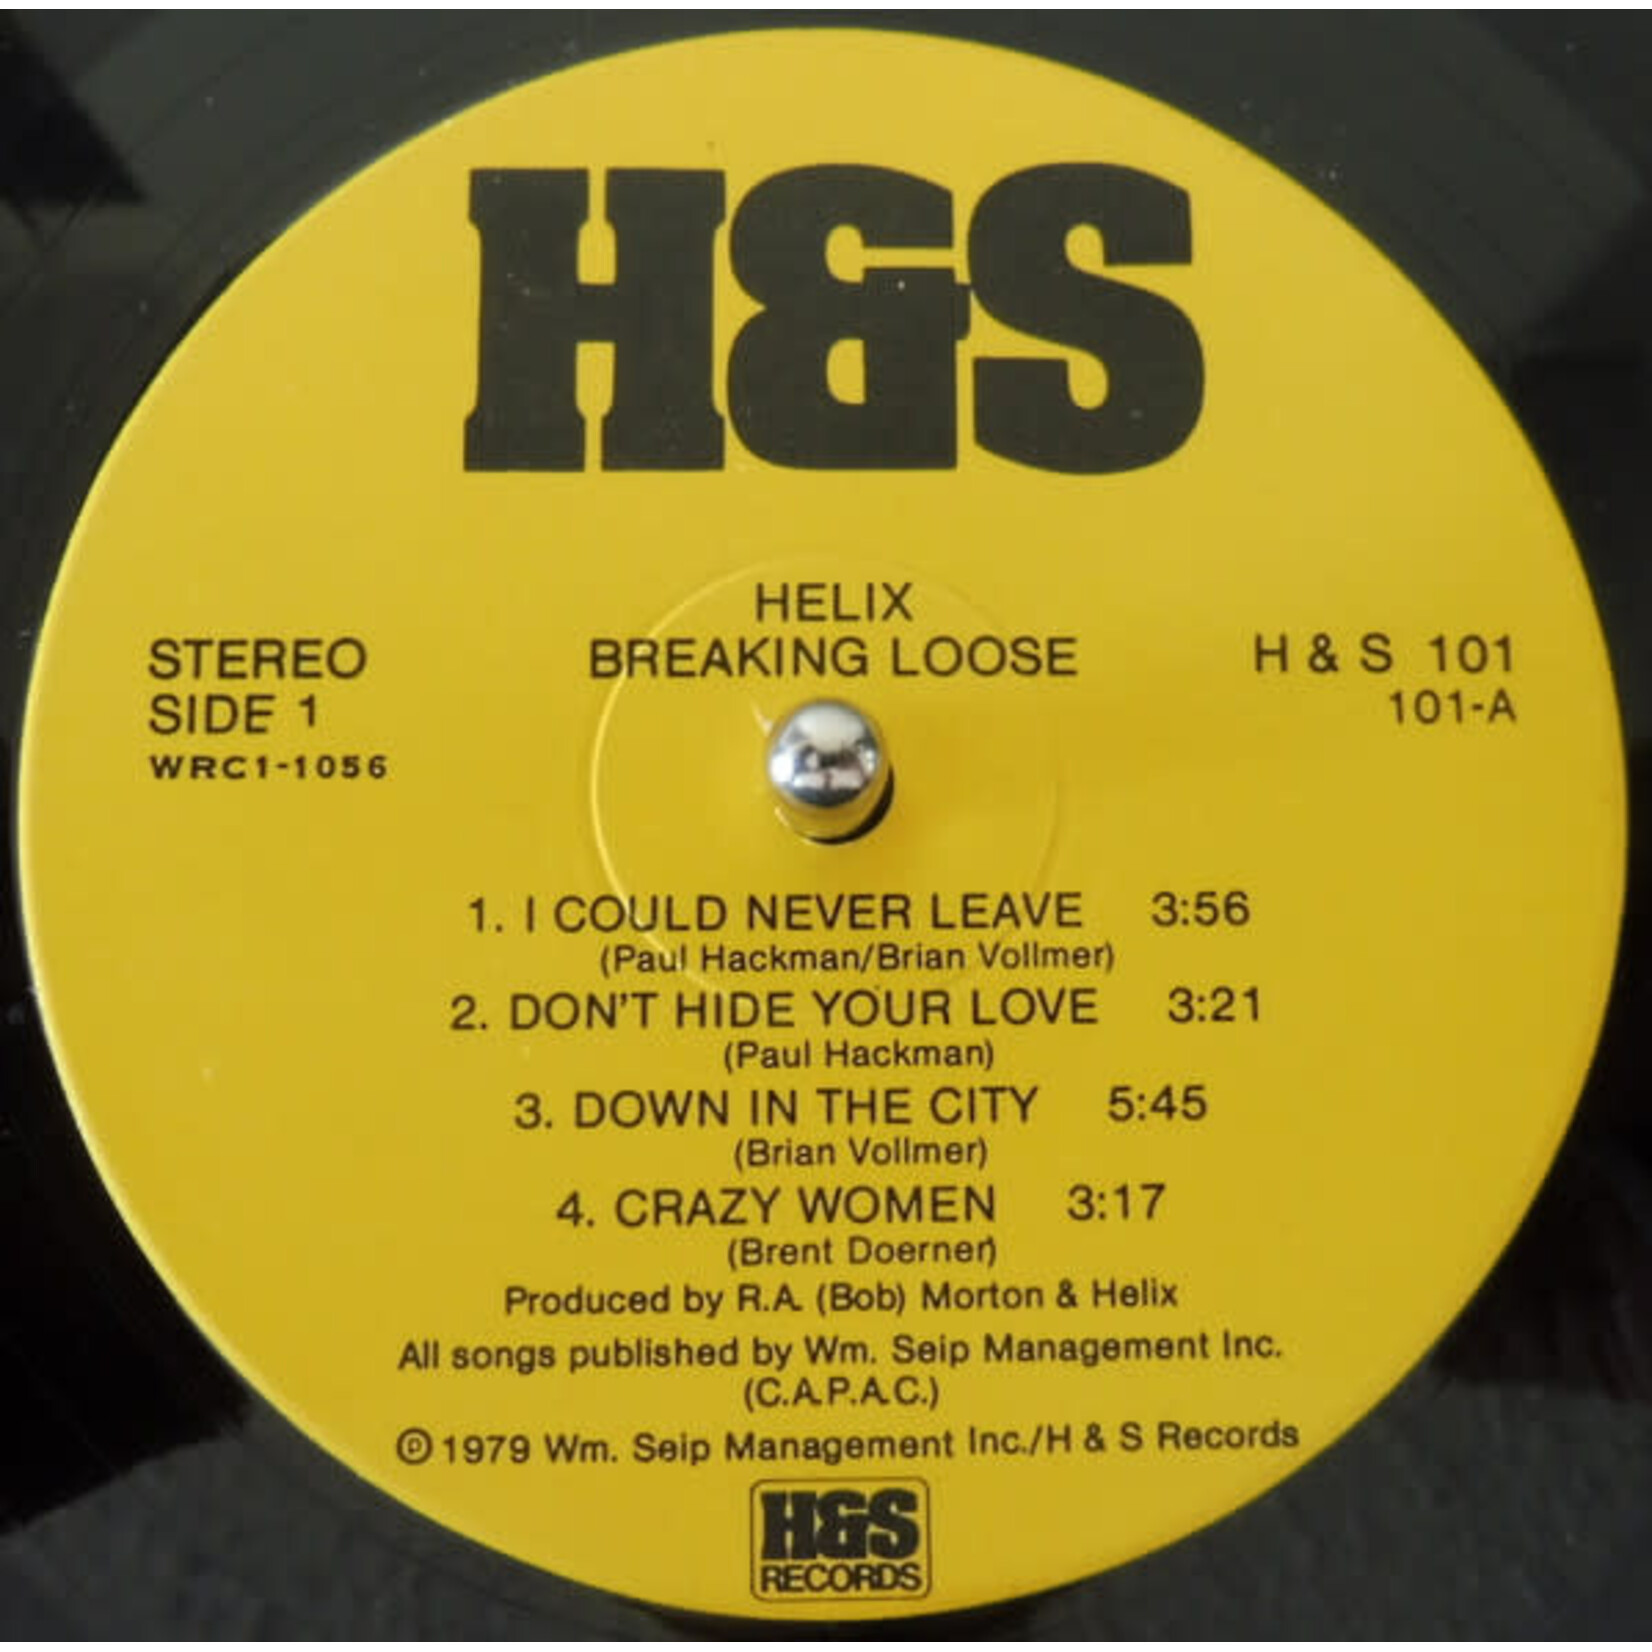 H&S
HELIX
BREAKING LOOSE
STEREO
SIDE 1
WRC1-1056
H & S 101
101-A
1. I COULD NEVER LEAVE 3:56
(Paul Hackman/Brian Vollmer)
2. DON'T HIDE YOUR LOVE 3:21
(Paul Hackman)
3. DOWN IN THE CITY 5:45
(Brian Vollmer)
4. CRAZY WOMEN 3:17
(Brent Doerner)
Produced by R.A. (Bob) Morton & Helix
All songs published by Wm. Seip Management Inc.
(C.A.P.A.C.)
℗ 1979 Wm. Seip Management Inc./H & S Records
H&S
RECORDS